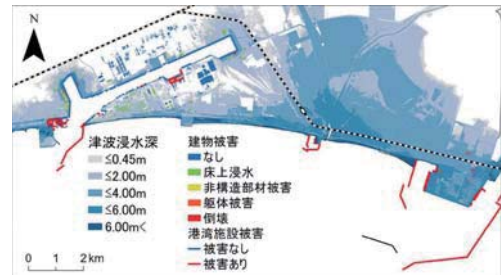 N
津波浸水深
≤0.45m
≤2.00m
≤4.00m
≤6.00m
6.00m<
建物被害
なし
床上浸水
非構造部材被害
躯体被害
倒壊
港湾施設被害
被害なし
被害あり
0 1 2 km